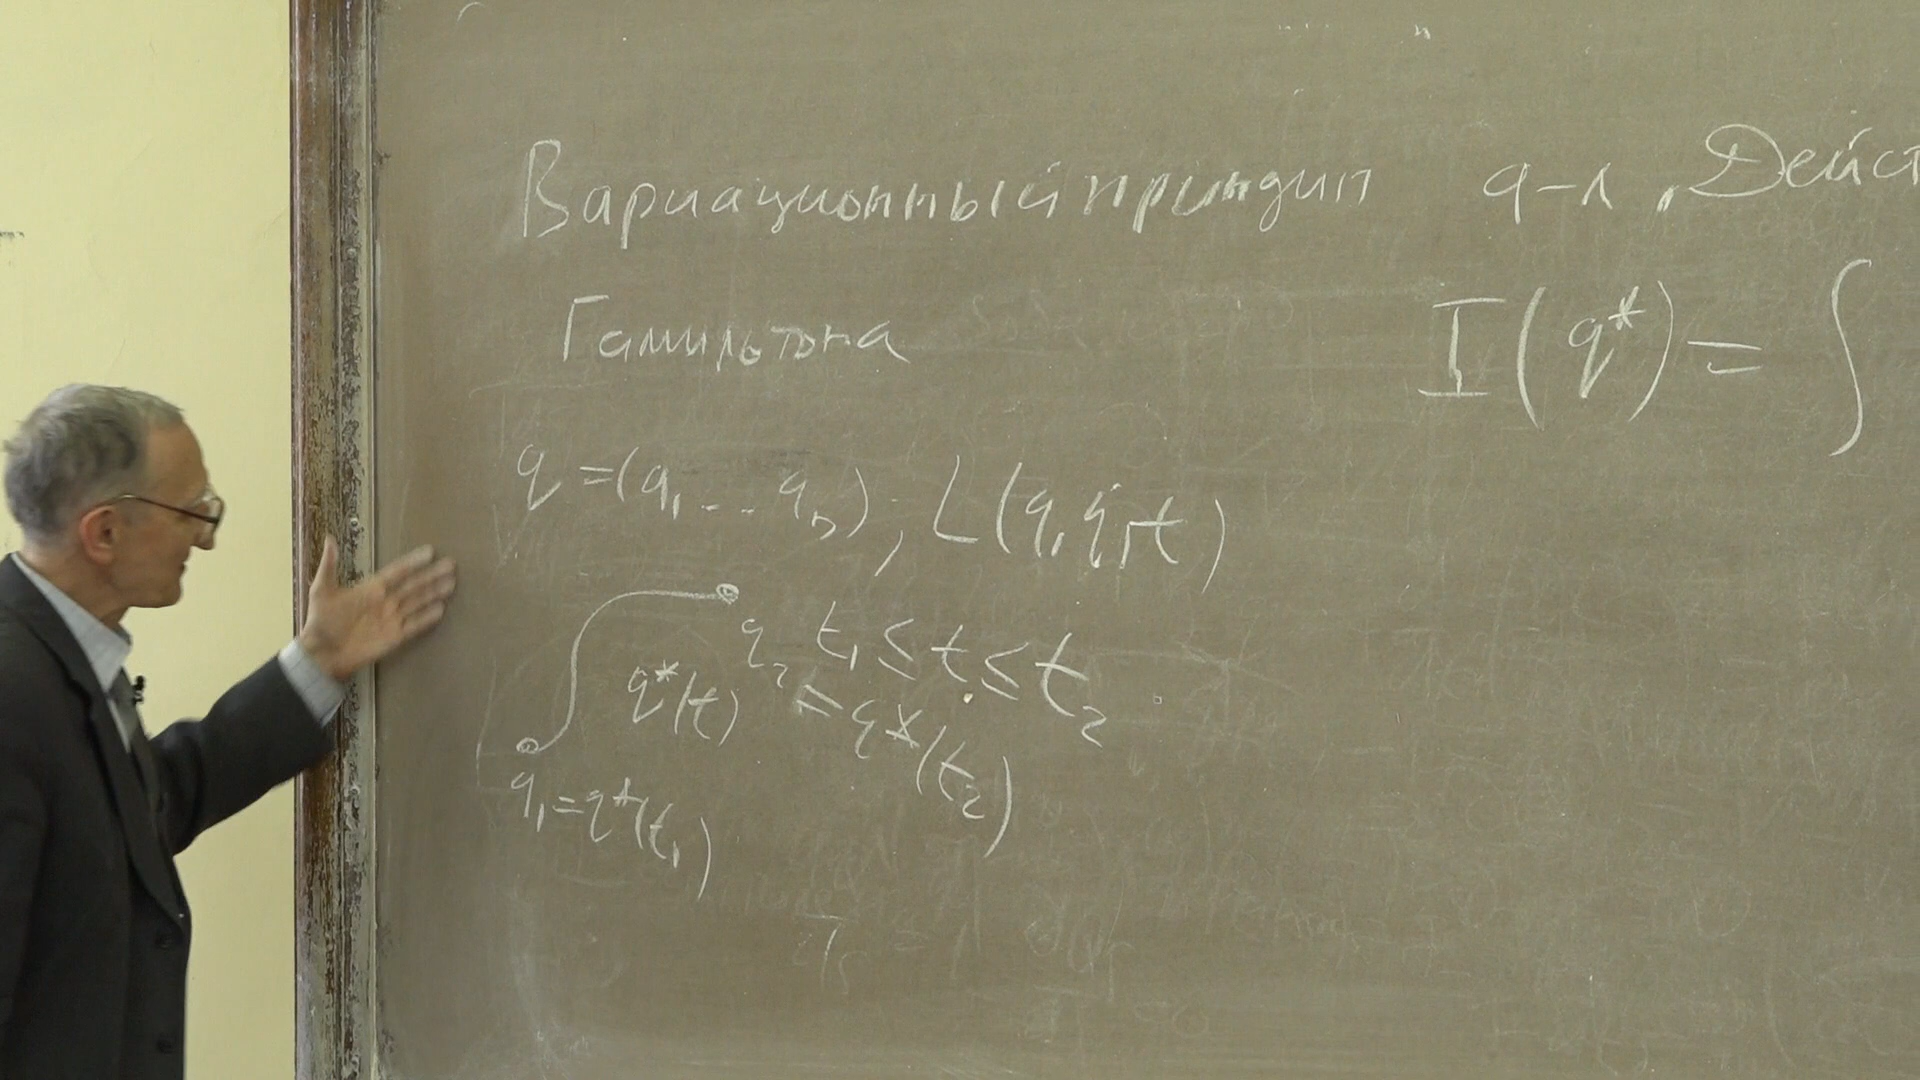 Вариационный принцип
Гамильтона
q = (q₁ ... qₙ), L (q, q̇, t)
q*(t)
q₂ = q*(t₂)
t₁ ≤ t ≤ t₂
q₁ = q*(t₁)
ф-л "Дейст
I(q*) = ∫